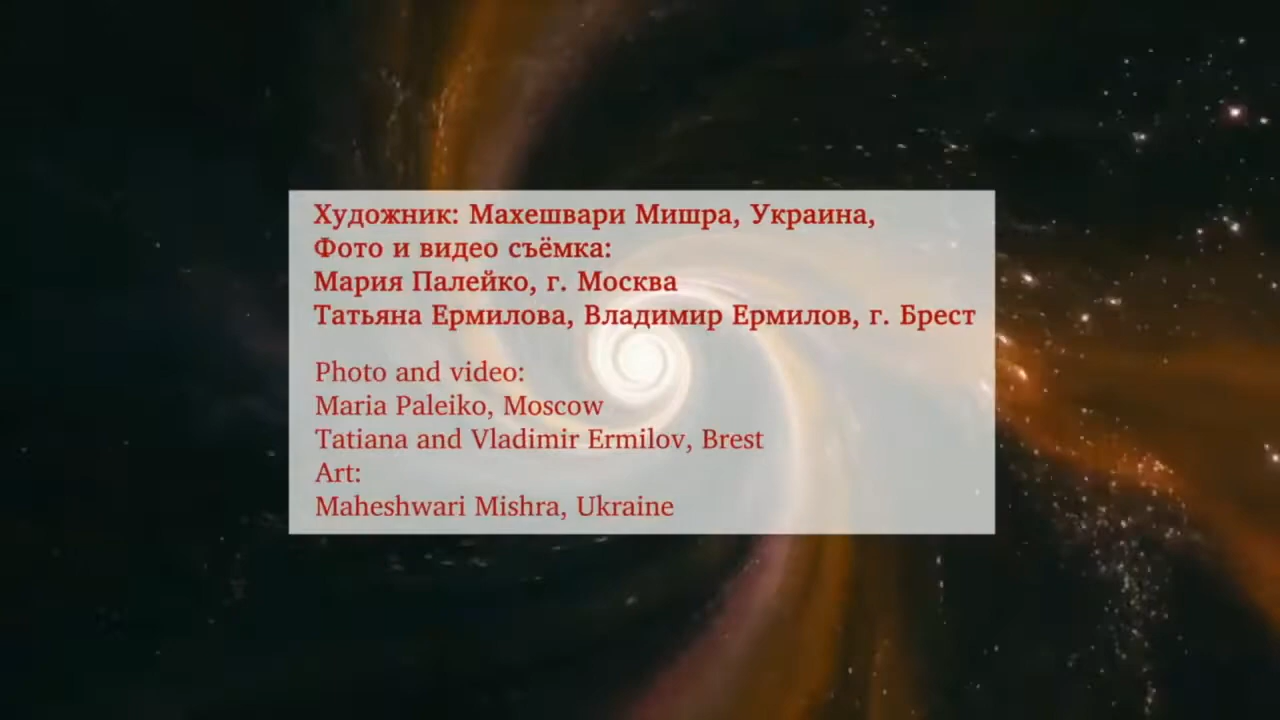 Художник: Махешвари Мишра, Украина,
Фото и видео съёмка:
Мария Палейко, г. Москва
Татьяна Ермилова, Владимир Ермилов, г. Брест
Photo and video:
Maria Paleiko, Moscow
Tatiana and Vladimir Ermilov, Brest
Art:
Maheshwari Mishra, Ukraine